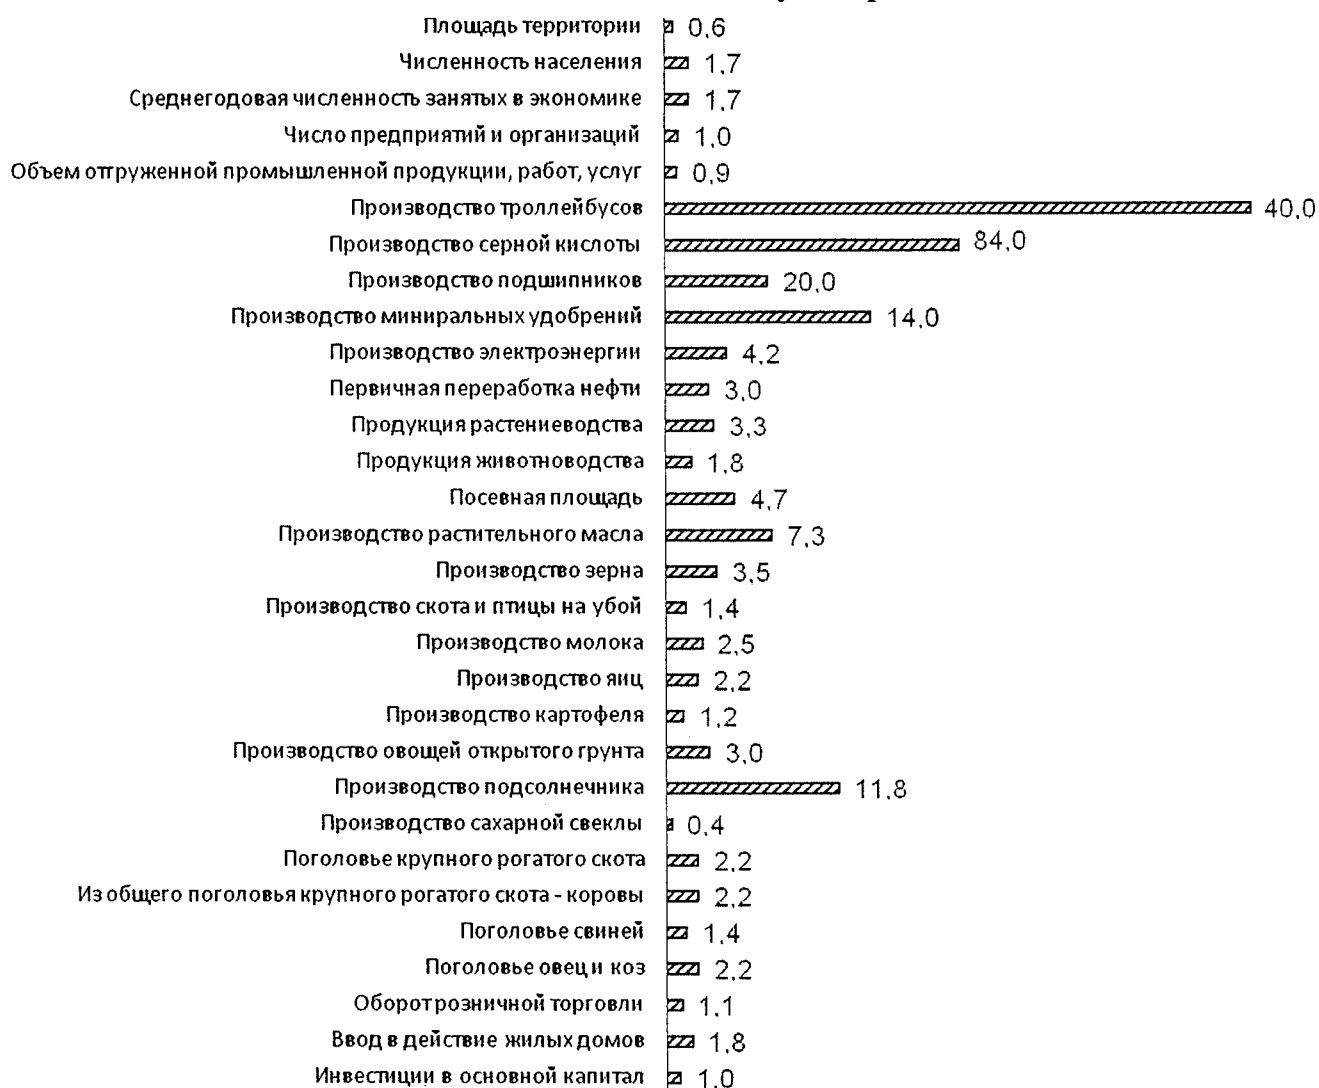 Площадь территории 0,6
Численность населения 1,7
Среднегодовая численность занятых в экономике 1,7
Число предприятий и организаций 1,0
Объем отгруженной промышленной продукции, работ, услуг 0,9
Производство троллейбусов 40,0
Производство серной кислоты 84,0
Производство подшипников 20,0
Производство миниральных удобрений 14,0
Производство электроэнергии 4,2
Первичная переработка нефти 3,0
Продукция растениеводства 3,3
Продукция животноводства 1,8
Посевная площадь 4,7
Производство растительного масла 7,3
Производство зерна 3,5
Производство скота и птицы на убой 1,4
Производство молока 2,5
Производство яиц 2,2
Производство картофеля 1,2
Производство овощей открытого грунта 3,0
Производство подсолнечника 11,8
Производство сахарной свеклы 0,4
Поголовье крупного рогатого скота 2,2
Из общего поголовья крупного рогатого скота - коровы 2,2
Поголовье свиней 1,4
Поголовье овец и коз 2,2
Оборот розничной торговли 1,1
Ввод в действие жилых домов 1,8
Инвестиции в основной капитал 1,0